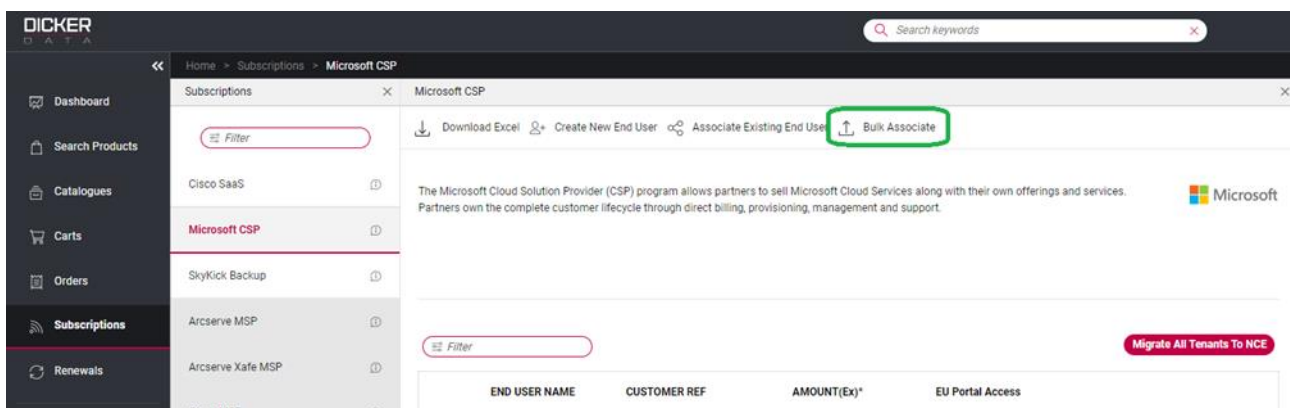 DICKER
DATA
Search keywords
Home > Subscriptions > Microsoft CSP
Dashboard
Search Products
Catalogues
Carts
Orders
Subscriptions
Renewals
Subscriptions
Filter
Cisco SaaS
Microsoft CSP
SkyKick Backup
Arcserve MSP
Arcserve Xafe MSP
Microsoft CSP
Download Excel Create New End User Associate Existing End User Bulk Associate
The Microsoft Cloud Solution Provider (CSP) program allows partners to sell Microsoft Cloud Services along with their own offerings and services.
Partners own the complete customer lifecycle through direct billing, provisioning, management and support.
Microsoft
Filter
Migrate All Tenants To NCE
END USER NAME CUSTOMER REF AMOUNT(Ex)* EU Portal Access